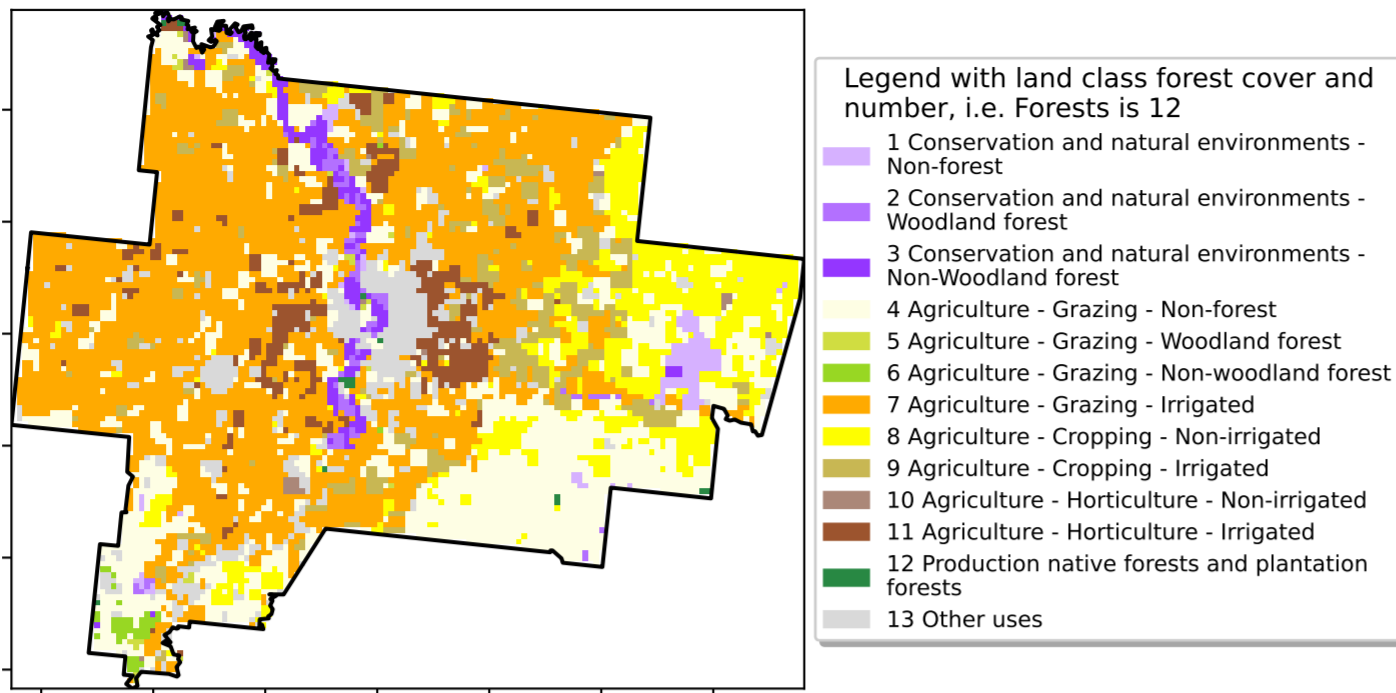 Legend with land class forest cover and
number, i.e. Forests is 12
1 Conservation and natural environments -
Non-forest
2 Conservation and natural environments -
Woodland forest
3 Conservation and natural environments -
Non-Woodland forest
4 Agriculture - Grazing - Non-forest
5 Agriculture - Grazing - Woodland forest
6 Agriculture - Grazing - Non-woodland forest
7 Agriculture - Grazing - Irrigated
8 Agriculture - Cropping - Non-irrigated
9 Agriculture - Cropping - Irrigated
10 Agriculture - Horticulture - Non-irrigated
11 Agriculture - Horticulture - Irrigated
12 Production native forests and plantation
forests
13 Other uses